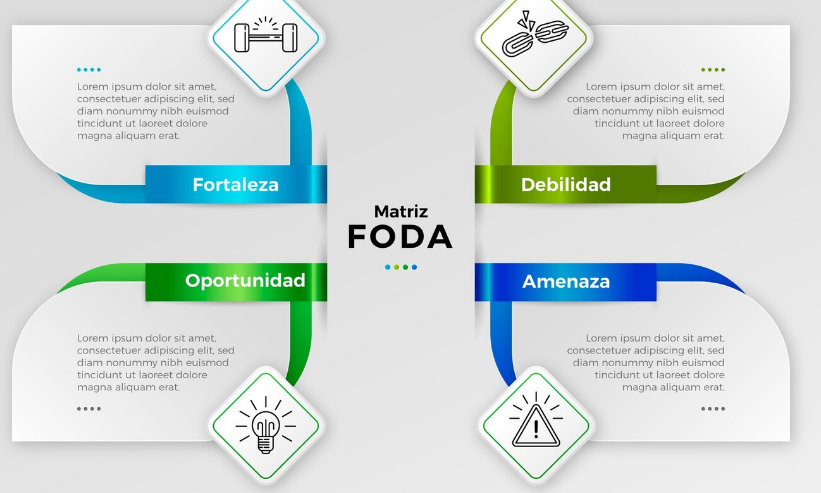 Lorem ipsum dolor sit amet,
consectetuer adipiscing elit, sed
diam nonummy nibh euismod
tincidunt ut laoreet dolore
magna aliquam erat.
Fortaleza
Lorem ipsum dolor sit amet,
consectetuer adipiscing elit, sed
diam nonummy nibh euismod
tincidunt ut laoreet dolore
magna aliquam erat.
Debilidad
Matriz
FODA
Oportunidad
Lorem ipsum dolor sit amet,
consectetuer adipiscing elit, sed
diam nonummy nibh euismod
tincidunt ut laoreet dolore
magna aliquam erat.
Amenaza
Lorem ipsum dolor sit amet,
consectetuer adipiscing elit, sed
diam nonummy nibh euismod
tincidunt ut laoreet dolore
magna aliquam erat.